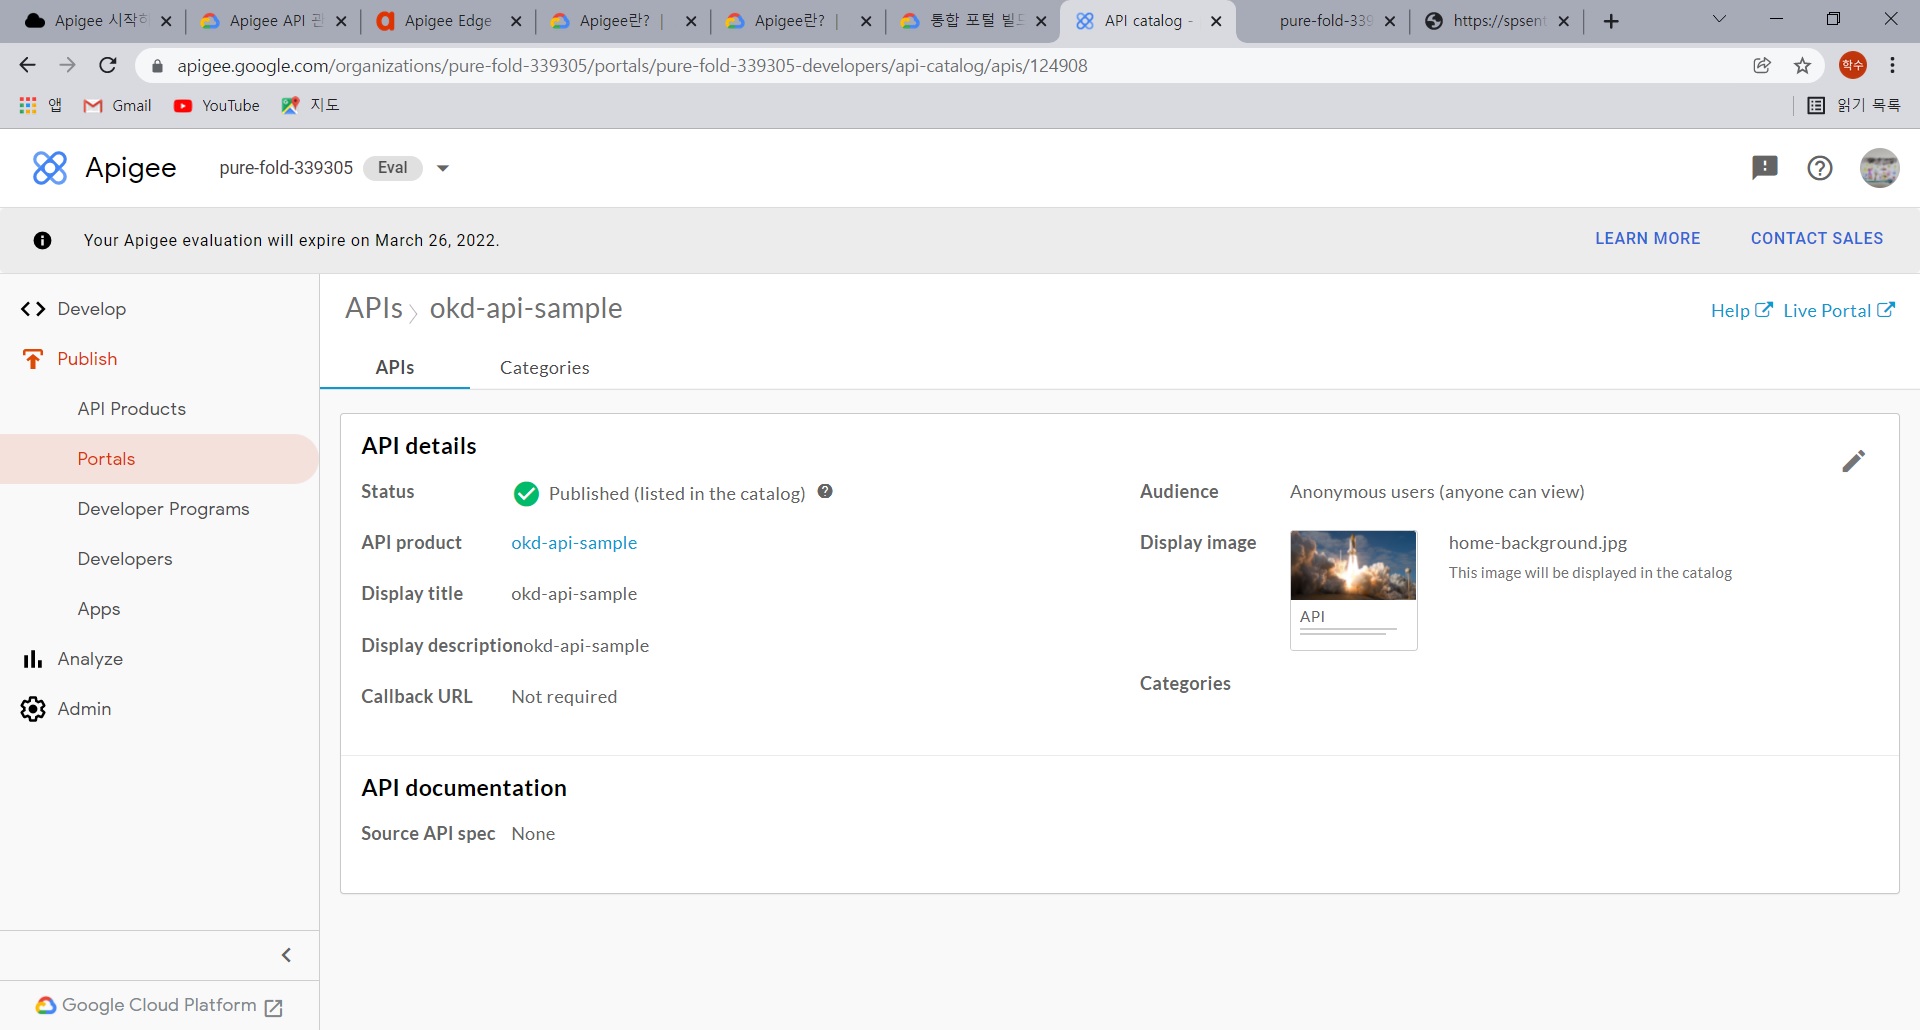 Apigee 시작하
Apigee API 관
Apigee Edge
Apigee란? |
Apigee란? |
통합 포털 빌드
API catalog -
pure-fold-339
https://spsent
apigee.google.com/organizations/pure-fold-339305/portals/pure-fold-339305-developers/api-catalog/apis/124908
학수
앱
Gmail
YouTube
지도
읽기 목록
Apigee
pure-fold-339305
Eval
Your Apigee evaluation will expire on March 26, 2022.
LEARN MORE
CONTACT SALES
Develop
Publish
API Products
Portals
Developer Programs
Developers
Apps
Analyze
Admin
Google Cloud Platform
APIs
okd-api-sample
Help
Live Portal
APIs
Categories
API details
Status
Published (listed in the catalog)
API product
okd-api-sample
Display title
okd-api-sample
Display description
okd-api-sample
Callback URL
Not required
Audience
Anonymous users (anyone can view)
Display image
API
home-background.jpg
This image will be displayed in the catalog
Categories
API documentation
Source API spec
None